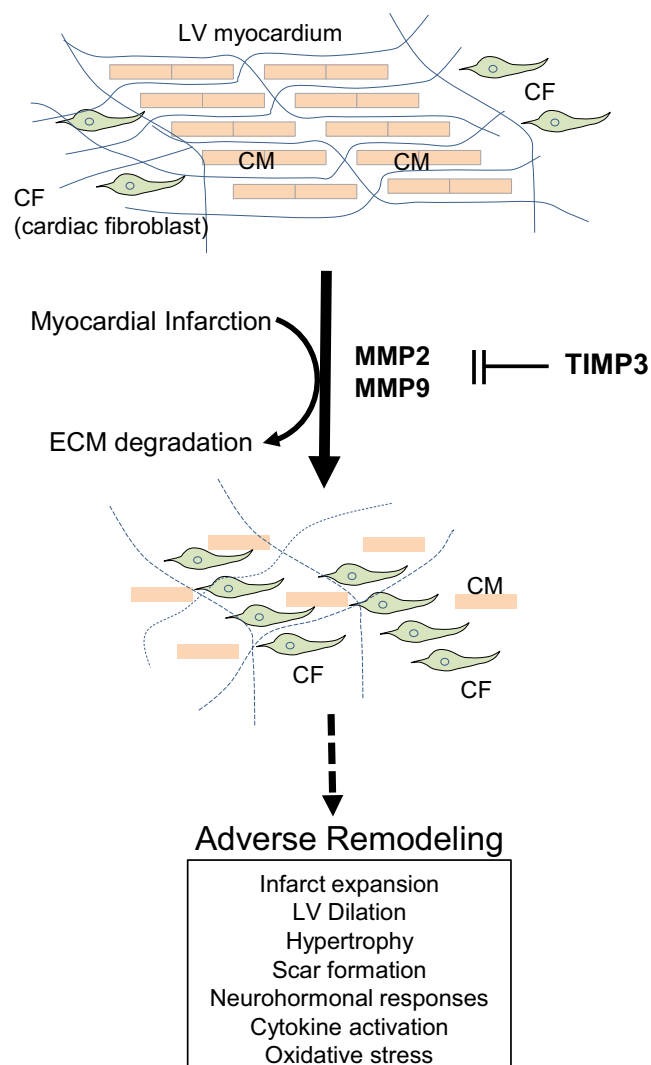 LV myocardium
CF
CM
CM
CF
(cardiac fibroblast)
Myocardial Infarction
MMP2
MMP9
TIMP3
ECM degradation
CM
CF
CF
Adverse Remodeling
Infarct expansion
LV Dilation
Hypertrophy
Scar formation
Neurohormonal responses
Cytokine activation
Oxidative stress